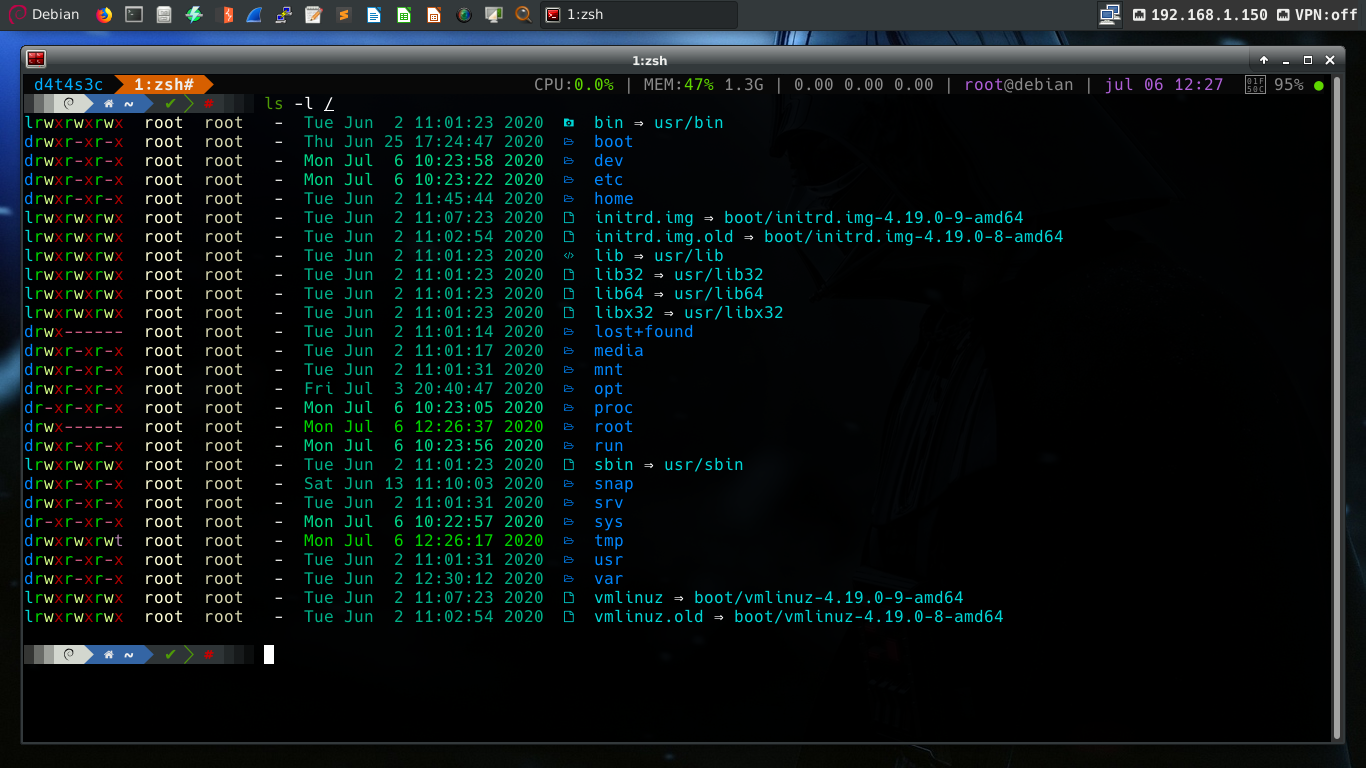 Debian 1:zsh 192.168.1.150 VPN:off
1:zsh
d4t4s3c 1:zsh# CPU:0.0% | MEM:47% 1.3G | 0.00 0.00 0.00 | root@debian | jul 06 12:27 95%
~ ls -l /
lrwxrwxrwx root root - Tue Jun 2 11:01:23 2020 bin ⇒ usr/bin
drwxr-xr-x root root - Thu Jun 25 17:24:47 2020 boot
drwxr-xr-x root root - Mon Jul 6 10:23:58 2020 dev
drwxr-xr-x root root - Mon Jul 6 10:23:22 2020 etc
drwxr-xr-x root root - Tue Jun 2 11:45:44 2020 home
lrwxrwxrwx root root - Tue Jun 2 11:07:23 2020 initrd.img ⇒ boot/initrd.img-4.19.0-9-amd64
lrwxrwxrwx root root - Tue Jun 2 11:02:54 2020 initrd.img.old ⇒ boot/initrd.img-4.19.0-8-amd64
lrwxrwxrwx root root - Tue Jun 2 11:01:23 2020 lib ⇒ usr/lib
lrwxrwxrwx root root - Tue Jun 2 11:01:23 2020 lib32 ⇒ usr/lib32
lrwxrwxrwx root root - Tue Jun 2 11:01:23 2020 lib64 ⇒ usr/lib64
lrwxrwxrwx root root - Tue Jun 2 11:01:23 2020 libx32 ⇒ usr/libx32
drwx------ root root - Tue Jun 2 11:01:14 2020 lost+found
drwxr-xr-x root root - Tue Jun 2 11:01:17 2020 media
drwxr-xr-x root root - Tue Jun 2 11:01:31 2020 mnt
drwxr-xr-x root root - Fri Jul 3 20:40:47 2020 opt
dr-xr-xr-x root root - Mon Jul 6 10:23:05 2020 proc
drwx------ root root - Mon Jul 6 12:26:37 2020 root
drwxr-xr-x root root - Mon Jul 6 10:23:56 2020 run
lrwxrwxrwx root root - Tue Jun 2 11:01:23 2020 sbin ⇒ usr/sbin
drwxr-xr-x root root - Sat Jun 13 11:10:03 2020 snap
drwxr-xr-x root root - Tue Jun 2 11:01:31 2020 srv
dr-xr-xr-x root root - Mon Jul 6 10:22:57 2020 sys
drwxrwxrwt root root - Mon Jul 6 12:26:17 2020 tmp
drwxr-xr-x root root - Tue Jun 2 11:01:31 2020 usr
drwxr-xr-x root root - Tue Jun 2 12:30:12 2020 var
lrwxrwxrwx root root - Tue Jun 2 11:07:23 2020 vmlinuz ⇒ boot/vmlinuz-4.19.0-9-amd64
lrwxrwxrwx root root - Tue Jun 2 11:02:54 2020 vmlinuz.old ⇒ boot/vmlinuz-4.19.0-8-amd64
~